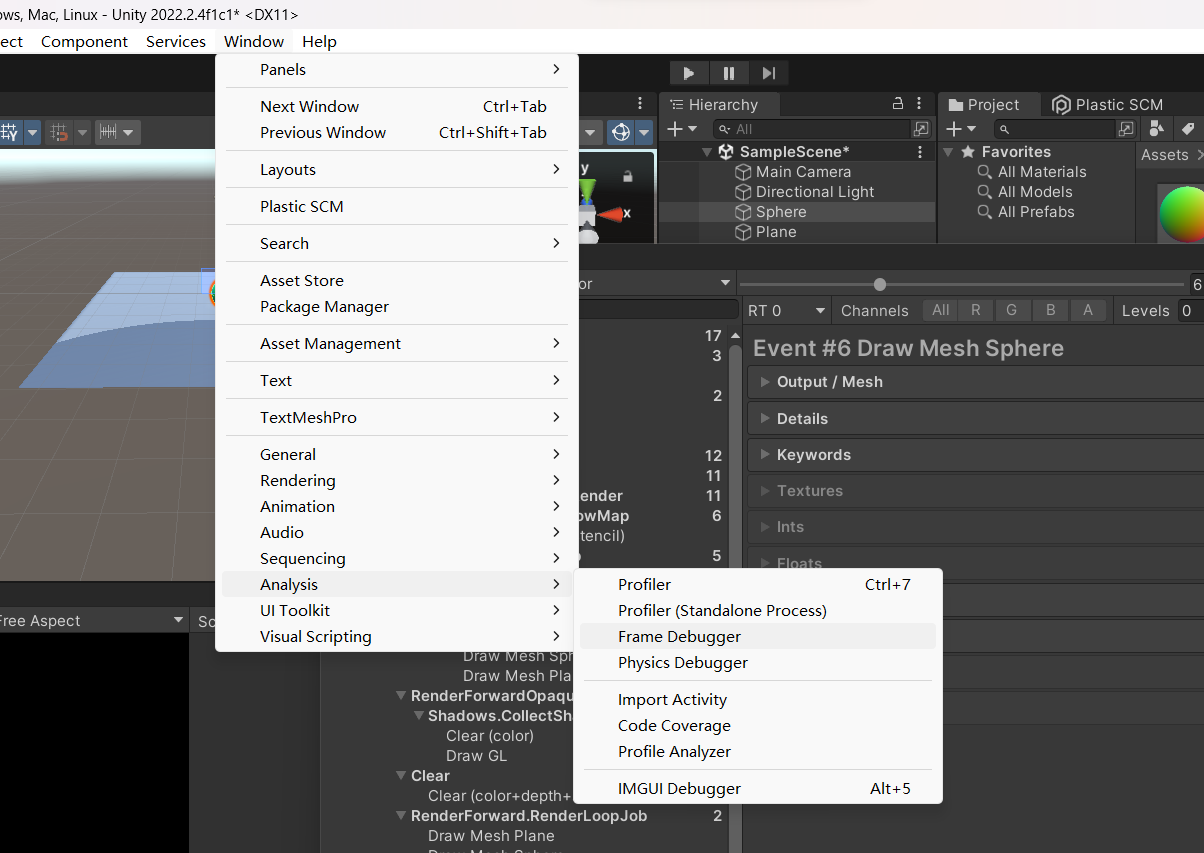 ows, Mac, Linux - Unity 2022.2.4f1c1* <DX11>
ect Component Services Window Help
Panels
Next Window Ctrl+Tab
Previous Window Ctrl+Shift+Tab
Layouts
Plastic SCM
Search
Asset Store
Package Manager
Asset Management
Text
TextMeshPro
General
Rendering
Animation
Audio
Sequencing
Analysis
UI Toolkit
Visual Scripting
Profiler Ctrl+7
Profiler (Standalone Process)
Frame Debugger
Physics Debugger
Import Activity
Code Coverage
Profile Analyzer
IMGUI Debugger Alt+5
Hierarchy
All
SampleScene*
Main Camera
Directional Light
Sphere
Plane
Project Plastic SCM
Favorites
All Materials
All Models
All Prefabs
Assets
y
x
or
6
RT 0 Channels All R G B A Levels 0
Event #6 Draw Mesh Sphere
Output / Mesh
Details
Keywords
Textures
Ints
Floats
17
3
2
12
11
ender 11
owMap 6
tencil)
5
Free Aspect Sc
Draw Mesh Sph
Draw Mesh Pla
RenderForwardOpaqu
Shadows.CollectSh
Clear (color)
Draw GL
Clear
Clear (color+depth+
RenderForward.RenderLoopJob 2
Draw Mesh Plane
Draw Mesh Sphere